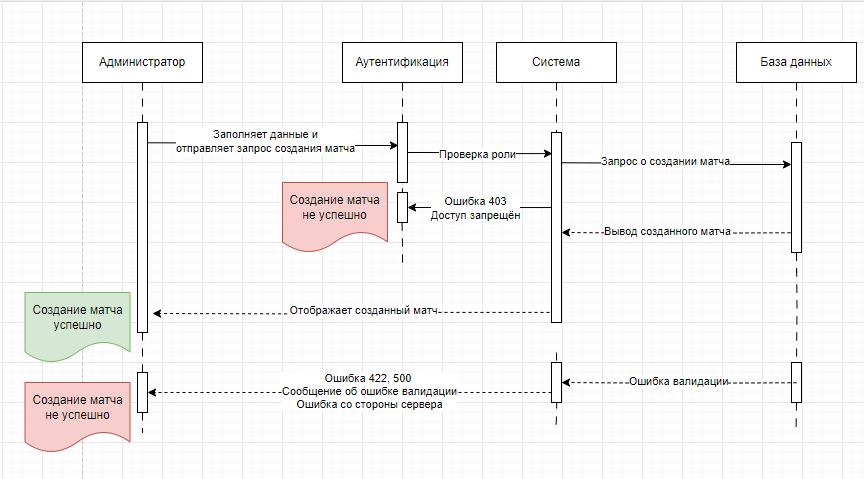 Администратор
Аутентификация
Система
База данных
Заполняет данные и
отправляет запрос создания матча
Проверка роли
Запрос о создании матча
Создание матча
не успешно
Ошибка 403
Доступ запрещён
Вывод созданного матча
Создание матча
успешно
Отображает созданный матч
Ошибка 422, 500
Сообщение об ошибке валидации
Ошибка со стороны сервера
Ошибка валидации
Создание матча
не успешно